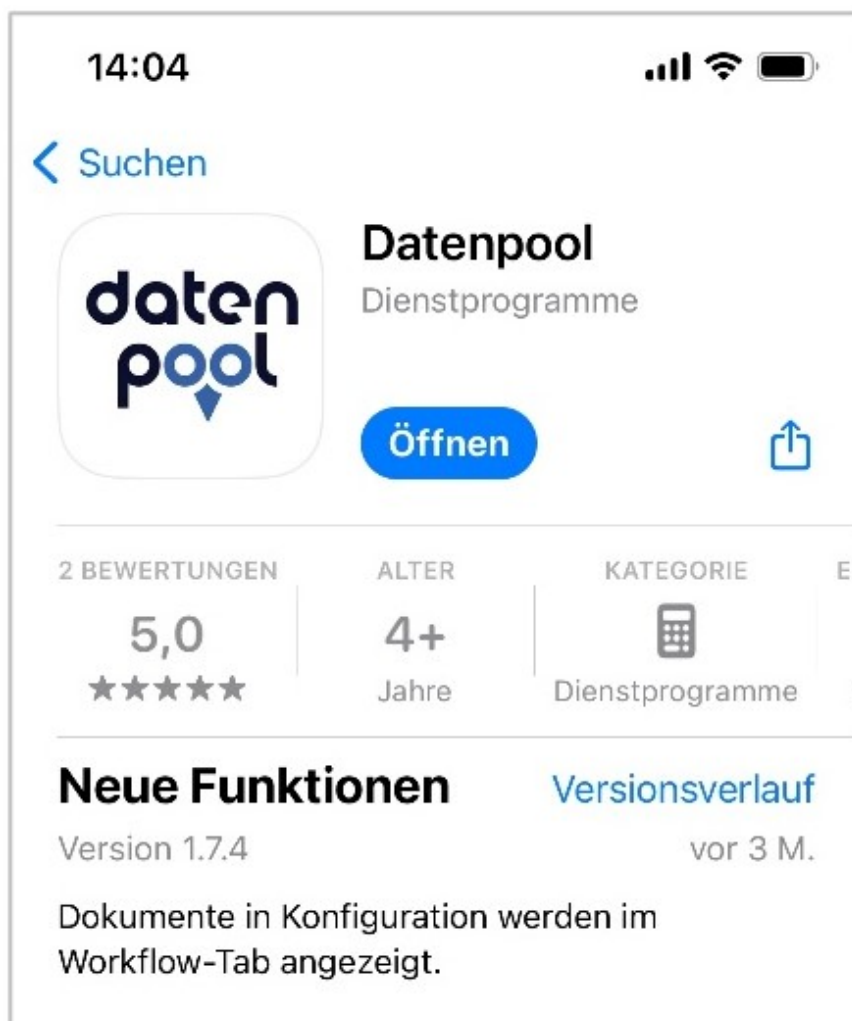 14:04
Suchen
daten
pool
Datenpool
Dienstprogramme
Öffnen
2 BEWERTUNGEN ALTER KATEGORIE E
5,0 4+
Jahre Dienstprogramme
Neue Funktionen Versionsverlauf
Version 1.7.4 vor 3 M.
Dokumente in Konfiguration werden im
Workflow-Tab angezeigt.